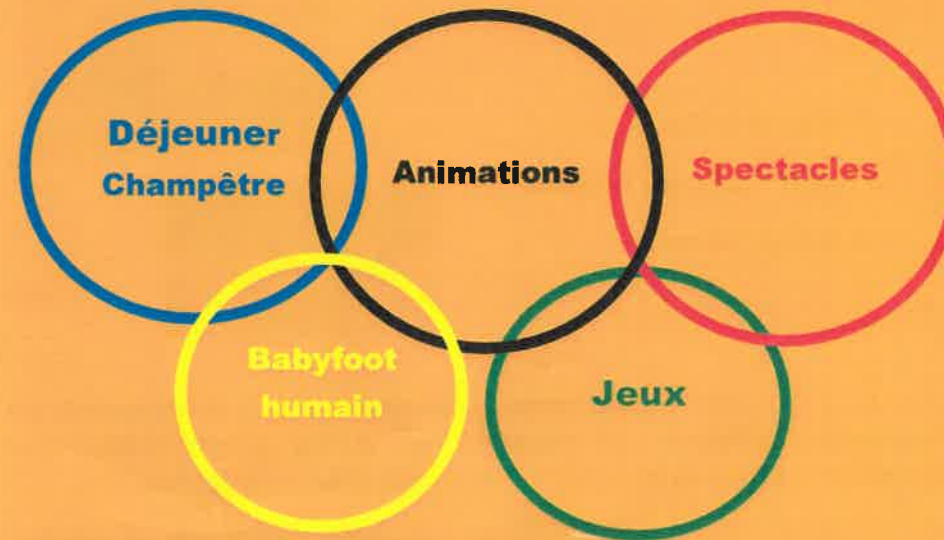 Déjeuner
Champêtre
Animations
Spectacles
Babyfoot
humain
Jeux